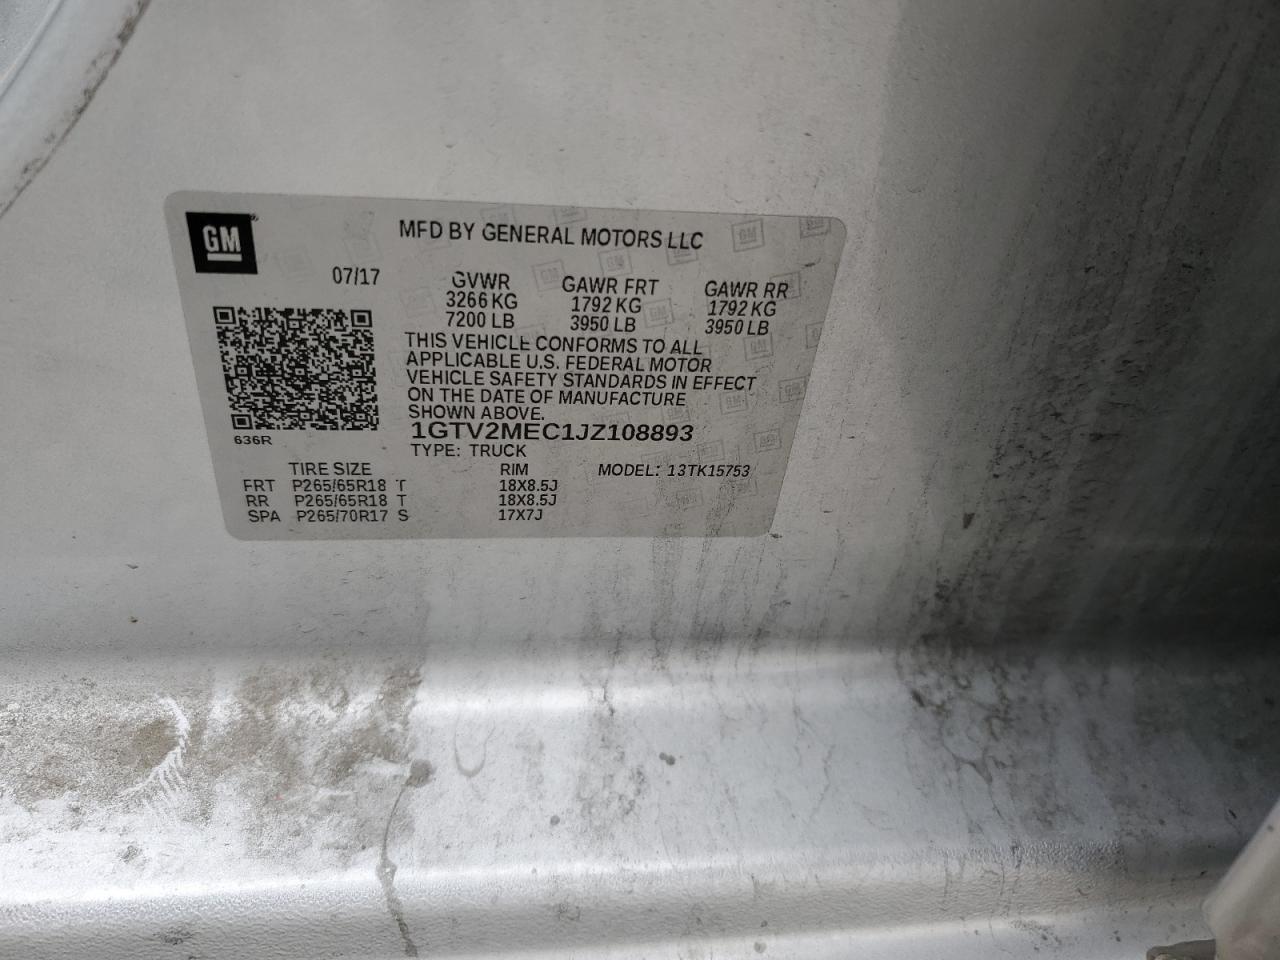 GM
MFD BY GENERAL MOTORS LLC
07/17
GVWR GAWR FRT GAWR RR
3266 KG 1792 KG 1792 KG
7200 LB 3950 LB 3950 LB
THIS VEHICLE CONFORMS TO ALL
APPLICABLE U.S. FEDERAL MOTOR
VEHICLE SAFETY STANDARDS IN EFFECT
ON THE DATE OF MANUFACTURE
SHOWN ABOVE.
1GTV2MEC1JZ108893
636R
TYPE: TRUCK
TIRE SIZE RIM MODEL: 13TK15753
FRT P265/65R18 T 18X8.5J
RR P265/65R18 T 18X8.5J
SPA P265/70R17 S 17X7J